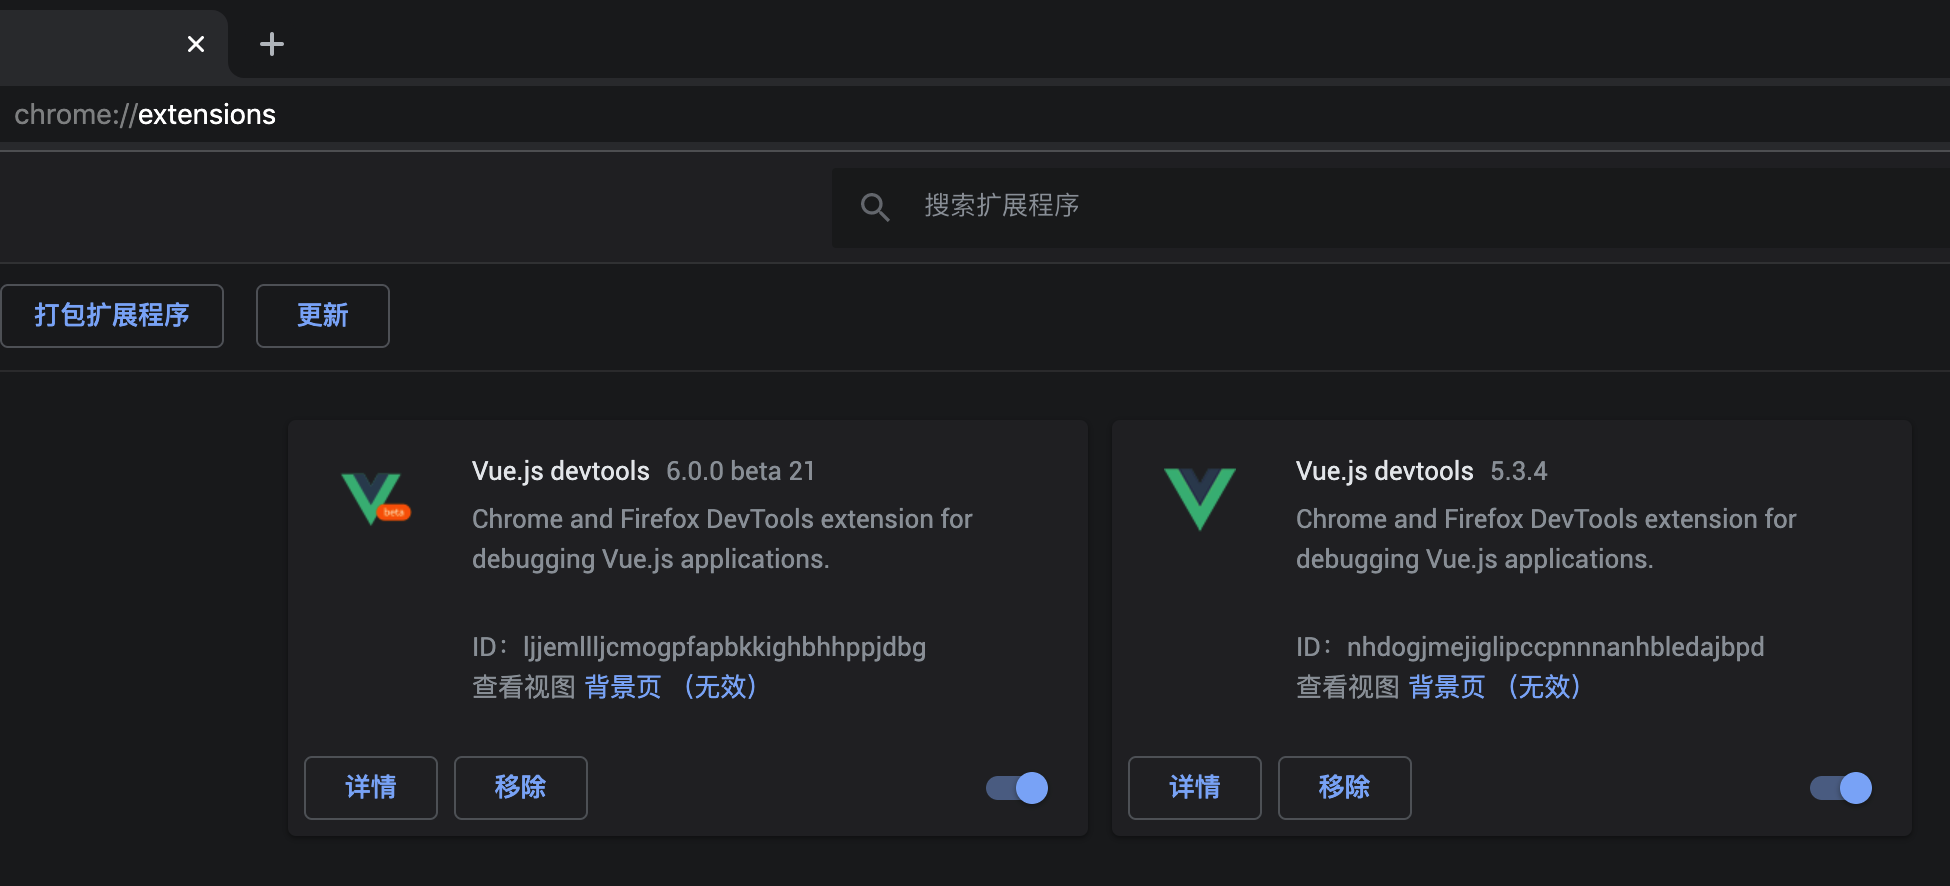 chrome://extensions
搜索扩展程序
打包扩展程序 更新
Vue.js devtools 6.0.0 beta 21
Chrome and Firefox DevTools extension for
debugging Vue.js applications.
beta
ID：ljjemllljcmogpfapbkkighbhhppjdbg
查看视图 背景页 （无效）
详情 移除
Vue.js devtools 5.3.4
Chrome and Firefox DevTools extension for
debugging Vue.js applications.
ID：nhdogjmejiglipccpnnnanhbledajbpd
查看视图 背景页 （无效）
详情 移除